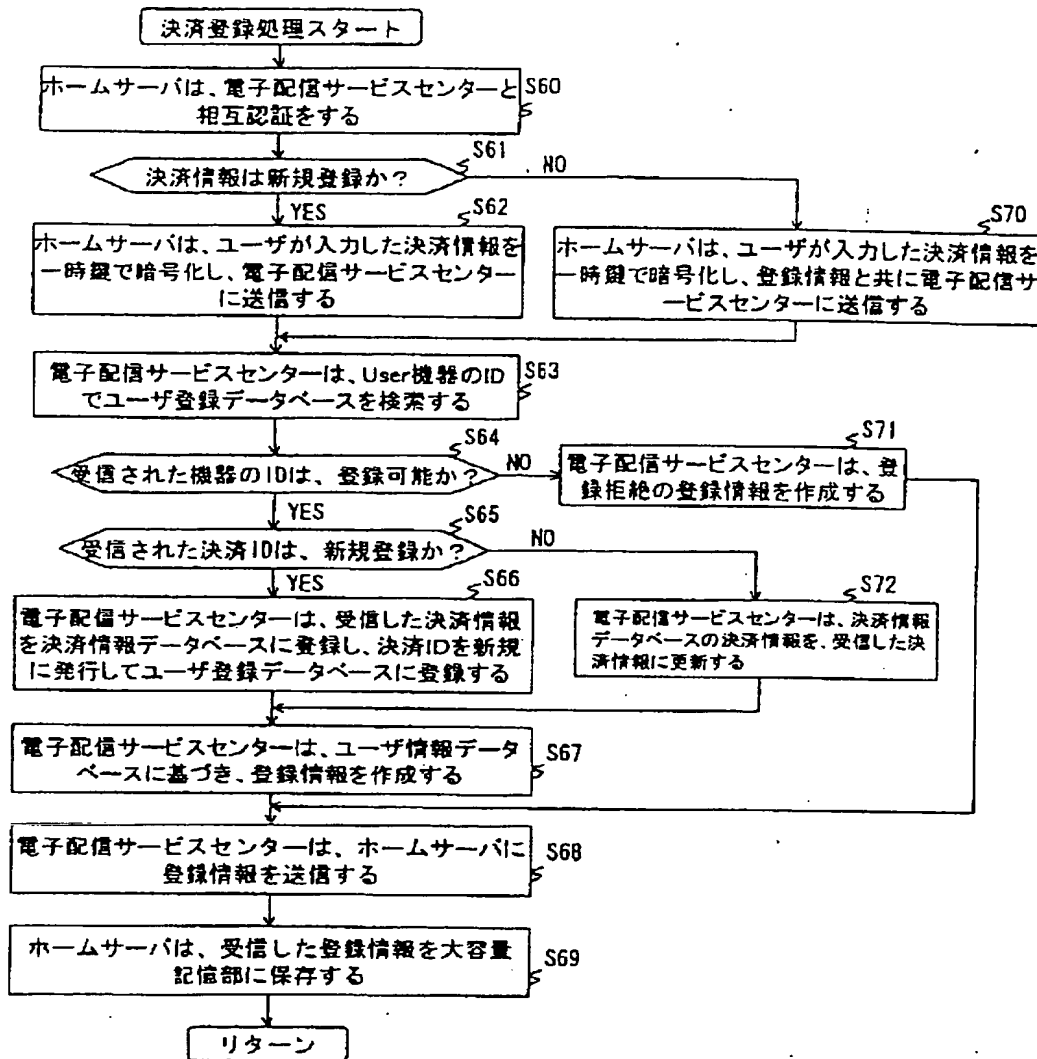 決済登録処理スタート
S60
ホームサーバは、電子配信サービスセンターと
相互認証をする
S61
決済情報は新規登録か?
NO
YES
S62
ホームサーバは、ユーザが入力した決済情報を
一時鍵で暗号化し、電子配信サービスセンター
に送信する
S70
ホームサーバは、ユーザが入力した決済情報を
一時鍵で暗号化し、登録情報と共に電子配信サ
ービスセンターに送信する
S63
電子配信サービスセンターは、User機器のID
でユーザ登録データベースを検索する
S64
受信された機器のIDは、登録可能か?
NO
S71
電子配信サービスセンターは、登
録拒絶の登録情報を作成する
YES
S65
受信された決済IDは、新規登録か?
NO
YES
S66
電子配信サービスセンターは、受信した決済情報
を決済情報データベースに登録し、決済IDを新規
に発行してユーザ登録データベースに登録する
S72
電子配信サービスセンターは、決済情報
データベースの決済情報を、受信した決
済情報に更新する
電子配信サービスセンターは、ユーザ情報データ
ベースに基づき、登録情報を作成する
S67
電子配信サービスセンターは、ホームサーバに
登録情報を送信する
S68
ホームサーバは、受信した登録情報を大容量
記憶部に保存する
S69
リターン